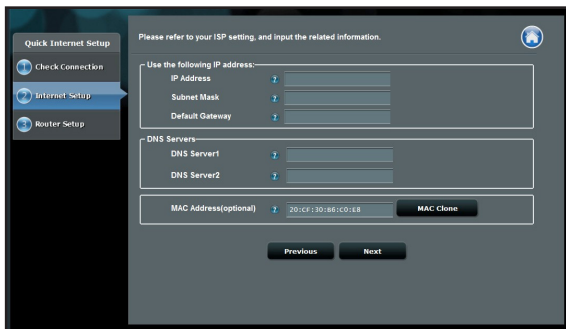 Quick Internet Setup
1 Check Connection
2 Internet Setup
3 Router Setup
Please refer to your ISP setting, and input the related information.
Use the following IP address:
IP Address
Subnet Mask
Default Gateway
DNS Servers
DNS Server1
DNS Server2
MAC Address(optional) 20:CF:30:66:C0:E8 MAC Clone
Previous Next